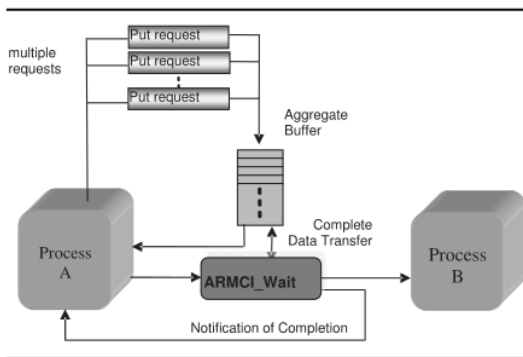 Put request
multiple
requests
Put request
Put request
Aggregate
Buffer
Complete
Data Transfer
Process
A
Process
B
ARMCI_Wait
Notification of Completion